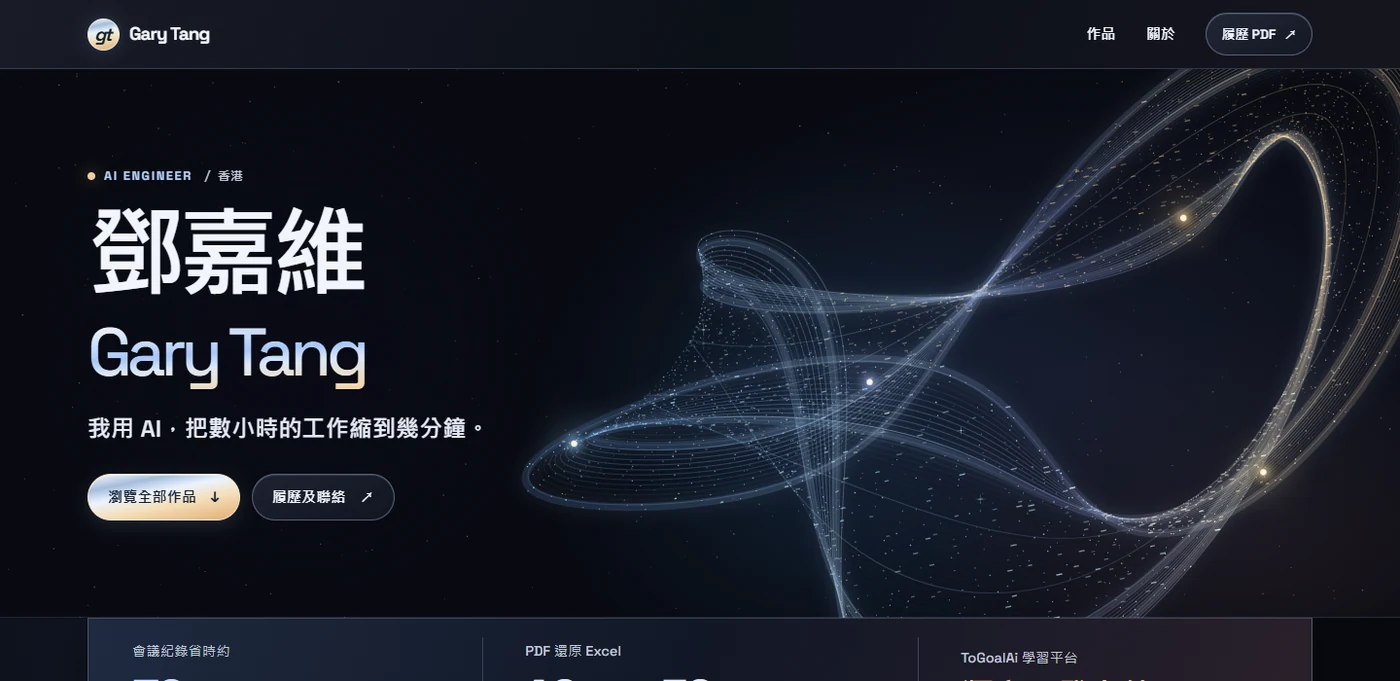 gt Gary Tang
作品 關於 履歷 PDF ↗
AI ENGINEER / 香港
鄧嘉維
Gary Tang
我用 AI，把數小時的工作縮到幾分鐘。
瀏覽全部作品 ↓ 履歷及聯絡 ↗
會議紀錄省時約
PDF 還原 Excel
ToGoalAi 學習平台